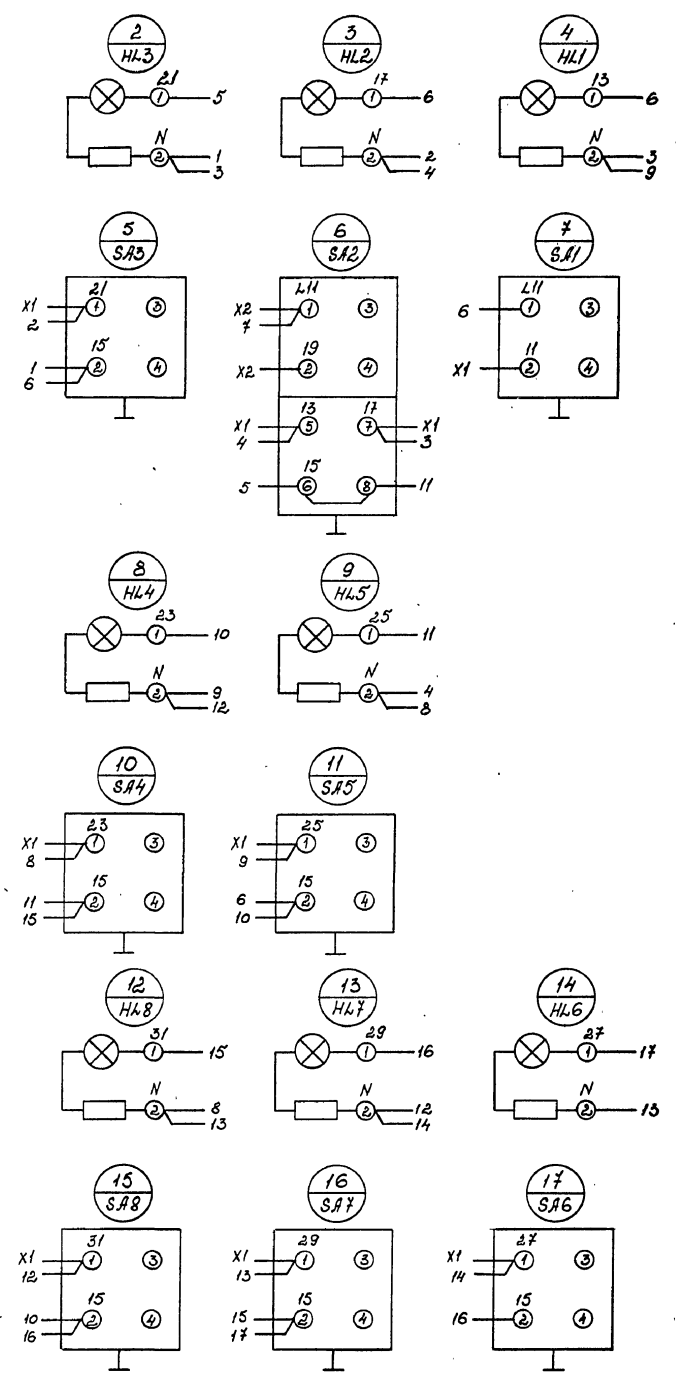 2 3 4
HL3 HL2 HL1
21 17 13
1 5 1 6 1 6
N N N
2 1 2 2 2 3
3 4 9
5 6 7
SA3 SA2 SA1
21 L11 L11
X1 1 3 X2 1 3 6 1 3
2 7
15 19 11
1 2 4 X2 2 4 X1 2 4
6
13 17
X1 5 7 X1
4 3
15
5 6 8 11
8 9
HL4 HL5
23 25
1 10 1 11
N N
2 9 2 4
12 8
10 11
SA4 SA5
23 25
X1 1 3 X1 1 3
8 9
15 15
11 2 4 6 2 4
15 10
12 13 14
HL8 HL7 HL6
31 29 27
1 15 1 16 1 17
N N N
2 8 2 12 2 13
13 14
15 16 17
SA8 SA7 SA6
31 29 27
X1 1 3 X1 1 3 X1 1 3
12 13 14
15 15 15
10 2 4 15 2 4 16 2 4
16 17